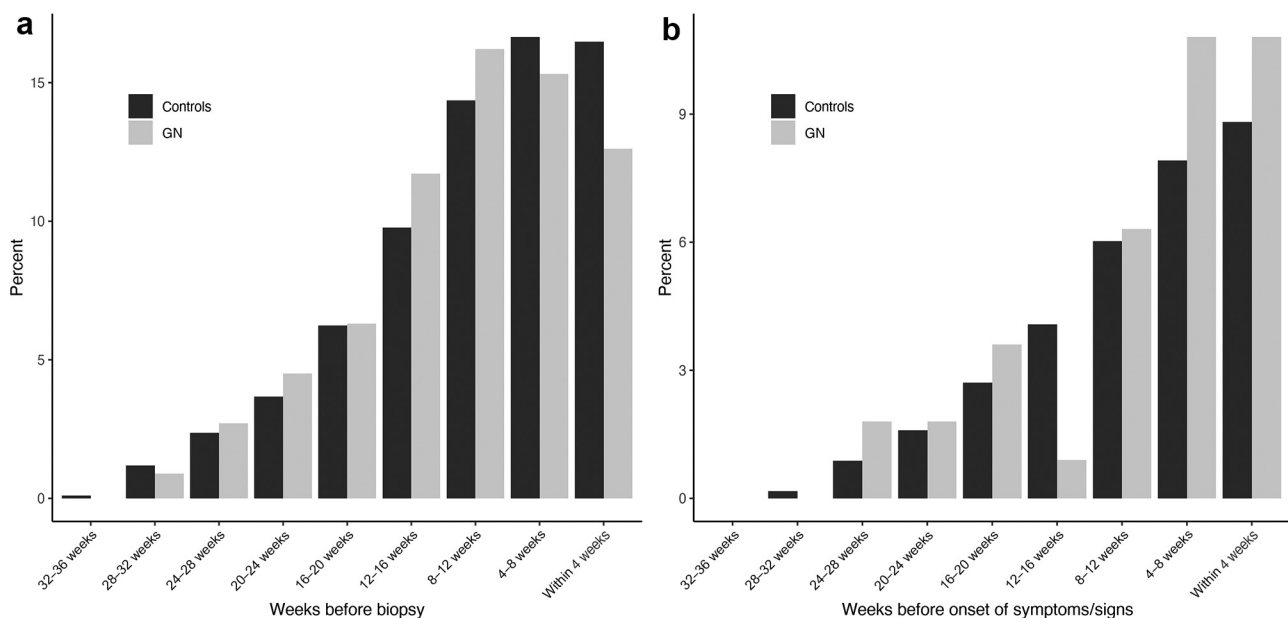 a
15
10
5
0
Percent
Controls
GN
32–36 weeks
28–32 weeks
24–28 weeks
20–24 weeks
16–20 weeks
12–16 weeks
8–12 weeks
4–8 weeks
Within 4 weeks
Weeks before biopsy
b
9
6
3
0
Percent
Controls
GN
32–36 weeks
28–32 weeks
24–28 weeks
20–24 weeks
16–20 weeks
12–16 weeks
8–12 weeks
4–8 weeks
Within 4 weeks
Weeks before onset of symptoms/signs